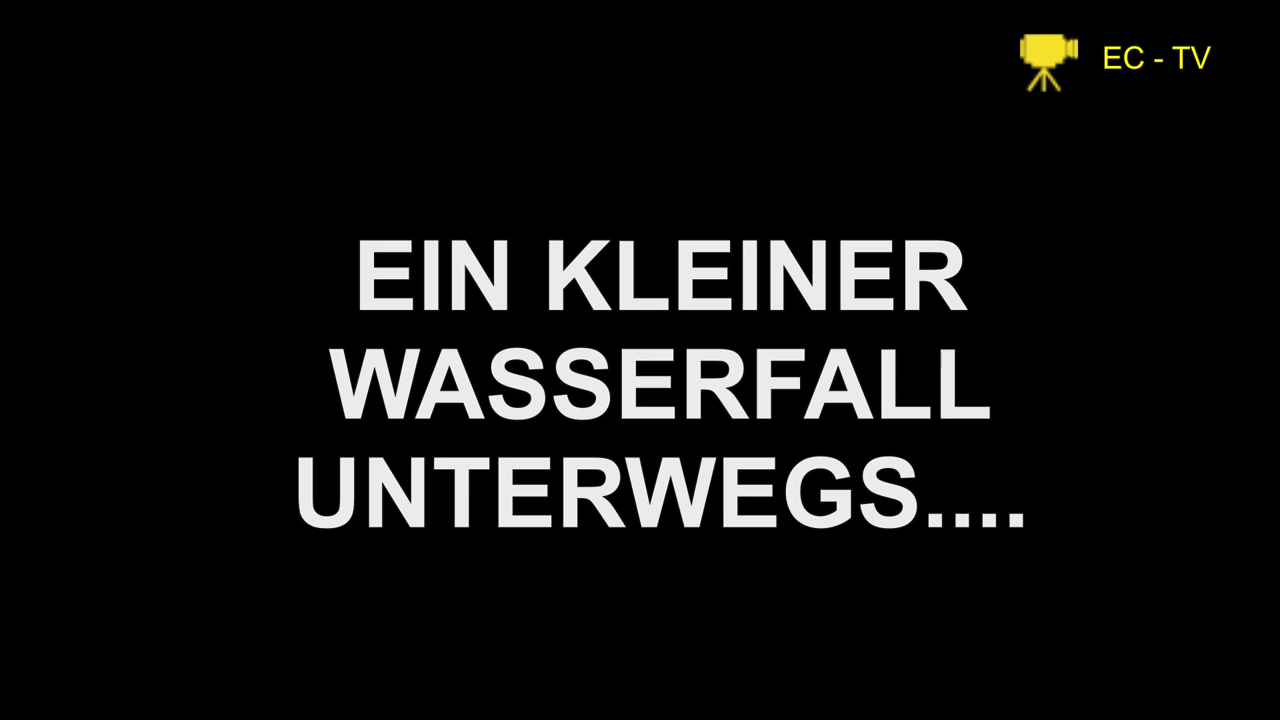 EC - TV
EIN KLEINER
WASSERFALL
UNTERWEGS....